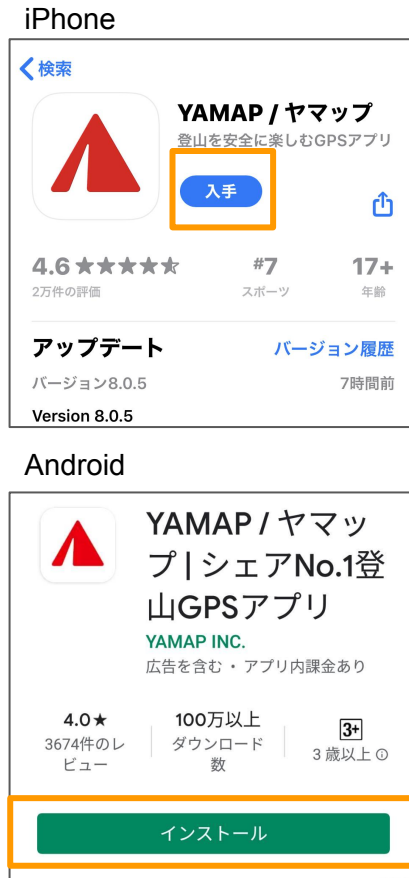 iPhone
検索
YAMAP / ヤマップ
登山を安全に楽しむGPSアプリ
入手
4.6 ★★★★⯪ #7 17+
2万件の評価 スポーツ 年齢
アップデート バージョン履歴
バージョン8.0.5 7時間前
Version 8.0.5
Android
YAMAP / ヤマッ
プ | シェアNo.1登
山GPSアプリ
YAMAP INC.
広告を含む・アプリ内課金あり
4.0★ 100万以上 3+
3674件のレ ダウンロード 3 歳以上
ビュー 数
インストール